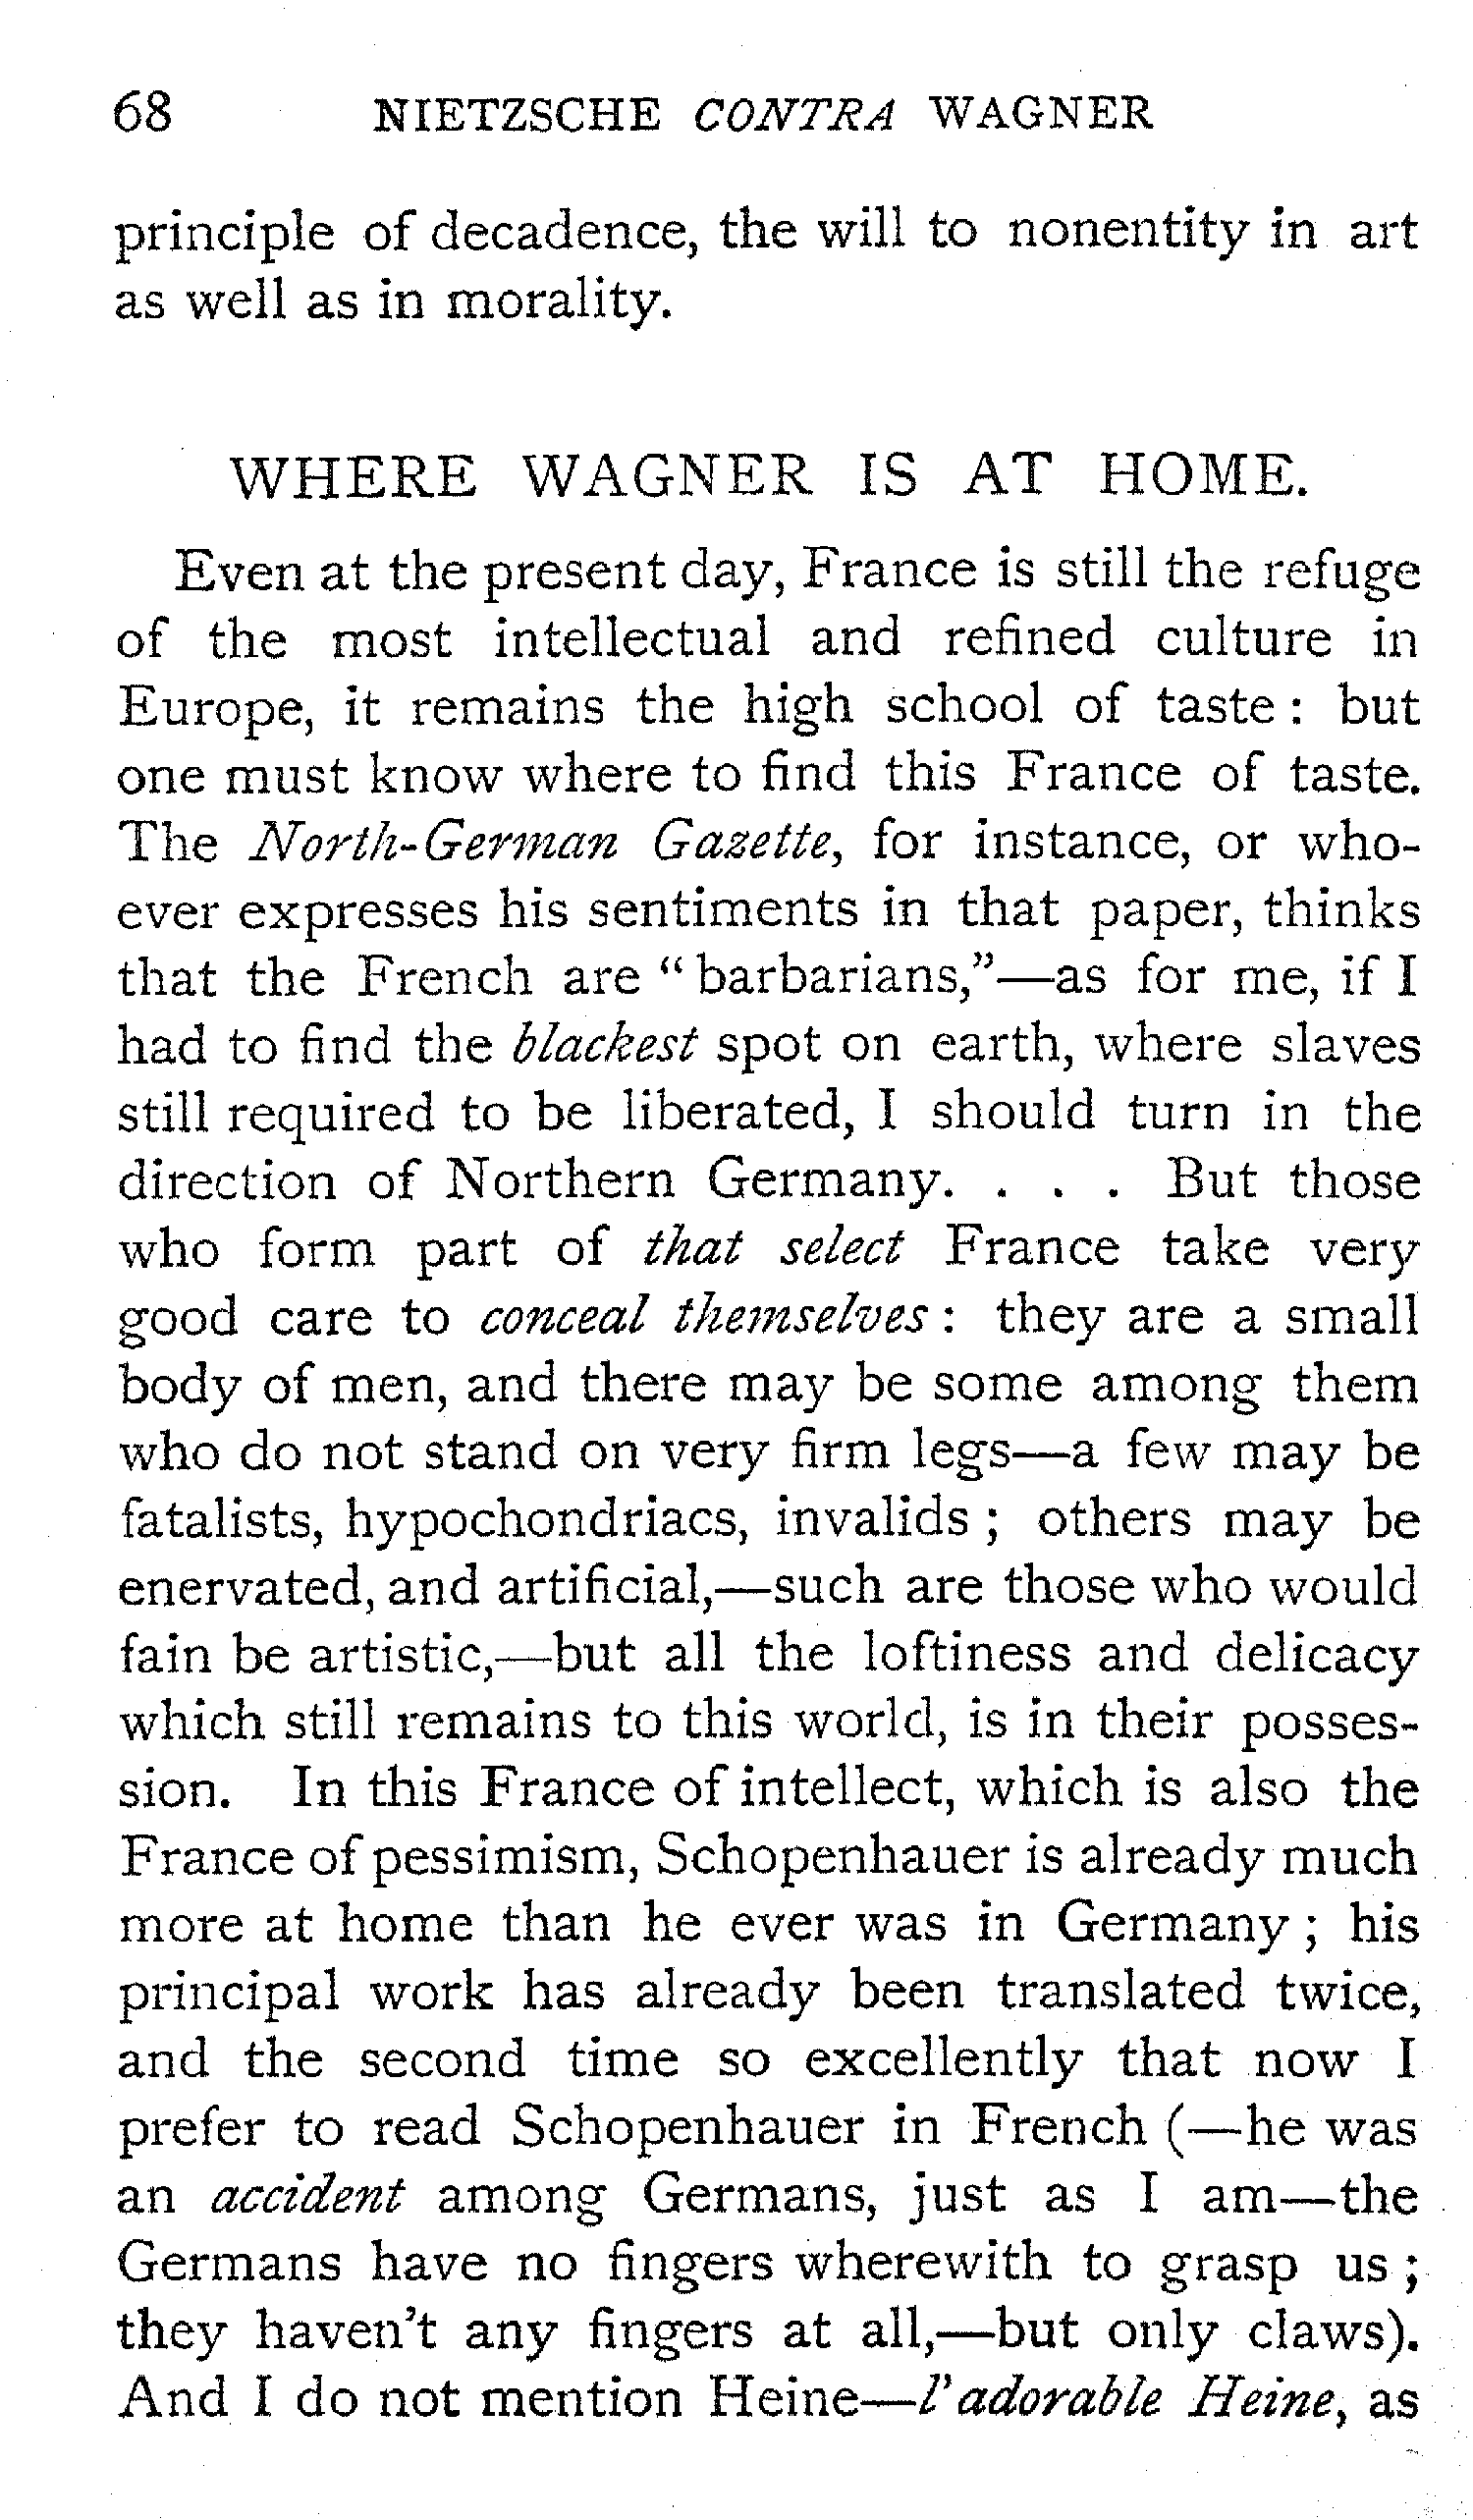 68 NIETZSCHE CONTRA WAGNER
principle of decadence, the will to nonentity in art
as well as in morality.
WHERE WAGNER IS AT HOME.
Even at the present day, France is still the refuge
of the most intellectual and refined culture in
Europe, it remains the high school of taste : but
one must know where to find this France of taste.
The North-German Gazette, for instance, or who-
ever expresses his sentiments in that paper, thinks
that the French are “ barbarians,”—as for me, if I
had to find the blackest spot on earth, where slaves
still required to be liberated, I should turn in the
direction of Northern Germany. . . . But those
who form part of that select France take very
good care to conceal themselves : they are a small
body of men, and there may be some among them
who do not stand on very firm legs—a few may be
fatalists, hypochondriacs, invalids ; others may be
enervated, and artificial,—such are those who would
fain be artistic,—but all the loftiness and delicacy
which still remains to this world, is in their posses-
sion. In this France of intellect, which is also the
France of pessimism, Schopenhauer is already much
more at home than he ever was in Germany ; his
principal work has already been translated twice,
and the second time so excellently that now I
prefer to read Schopenhauer in French (—he was
an accident among Germans, just as I am—the
Germans have no fingers wherewith to grasp us ;
they haven't any fingers at all,—but only claws).
And I do not mention Heine—l'adorable Heine, as